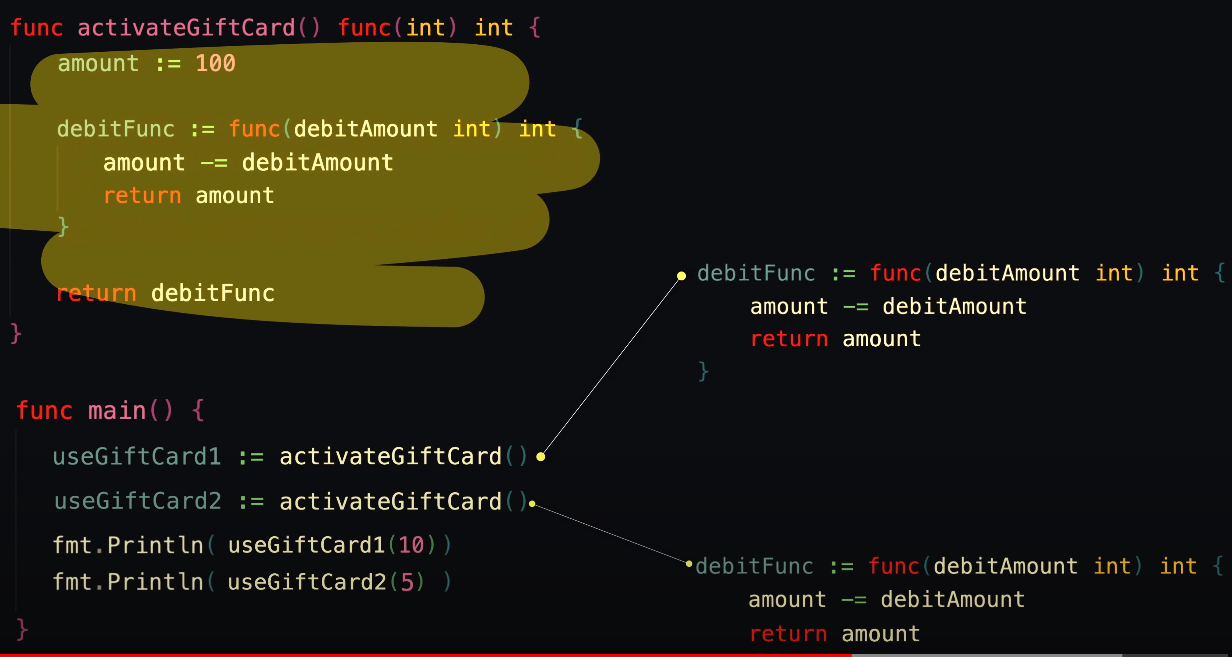 func activateGiftCard() func(int) int {
amount := 100
debitFunc := func(debitAmount int) int {
amount -= debitAmount
return amount
}
return debitFunc
}
func main() {
useGiftCard1 := activateGiftCard()
useGiftCard2 := activateGiftCard()
fmt.Println( useGiftCard1(10))
fmt.Println( useGiftCard2(5) )
}
debitFunc := func(debitAmount int) int {
amount -= debitAmount
return amount
}
debitFunc := func(debitAmount int) int {
amount -= debitAmount
return amount